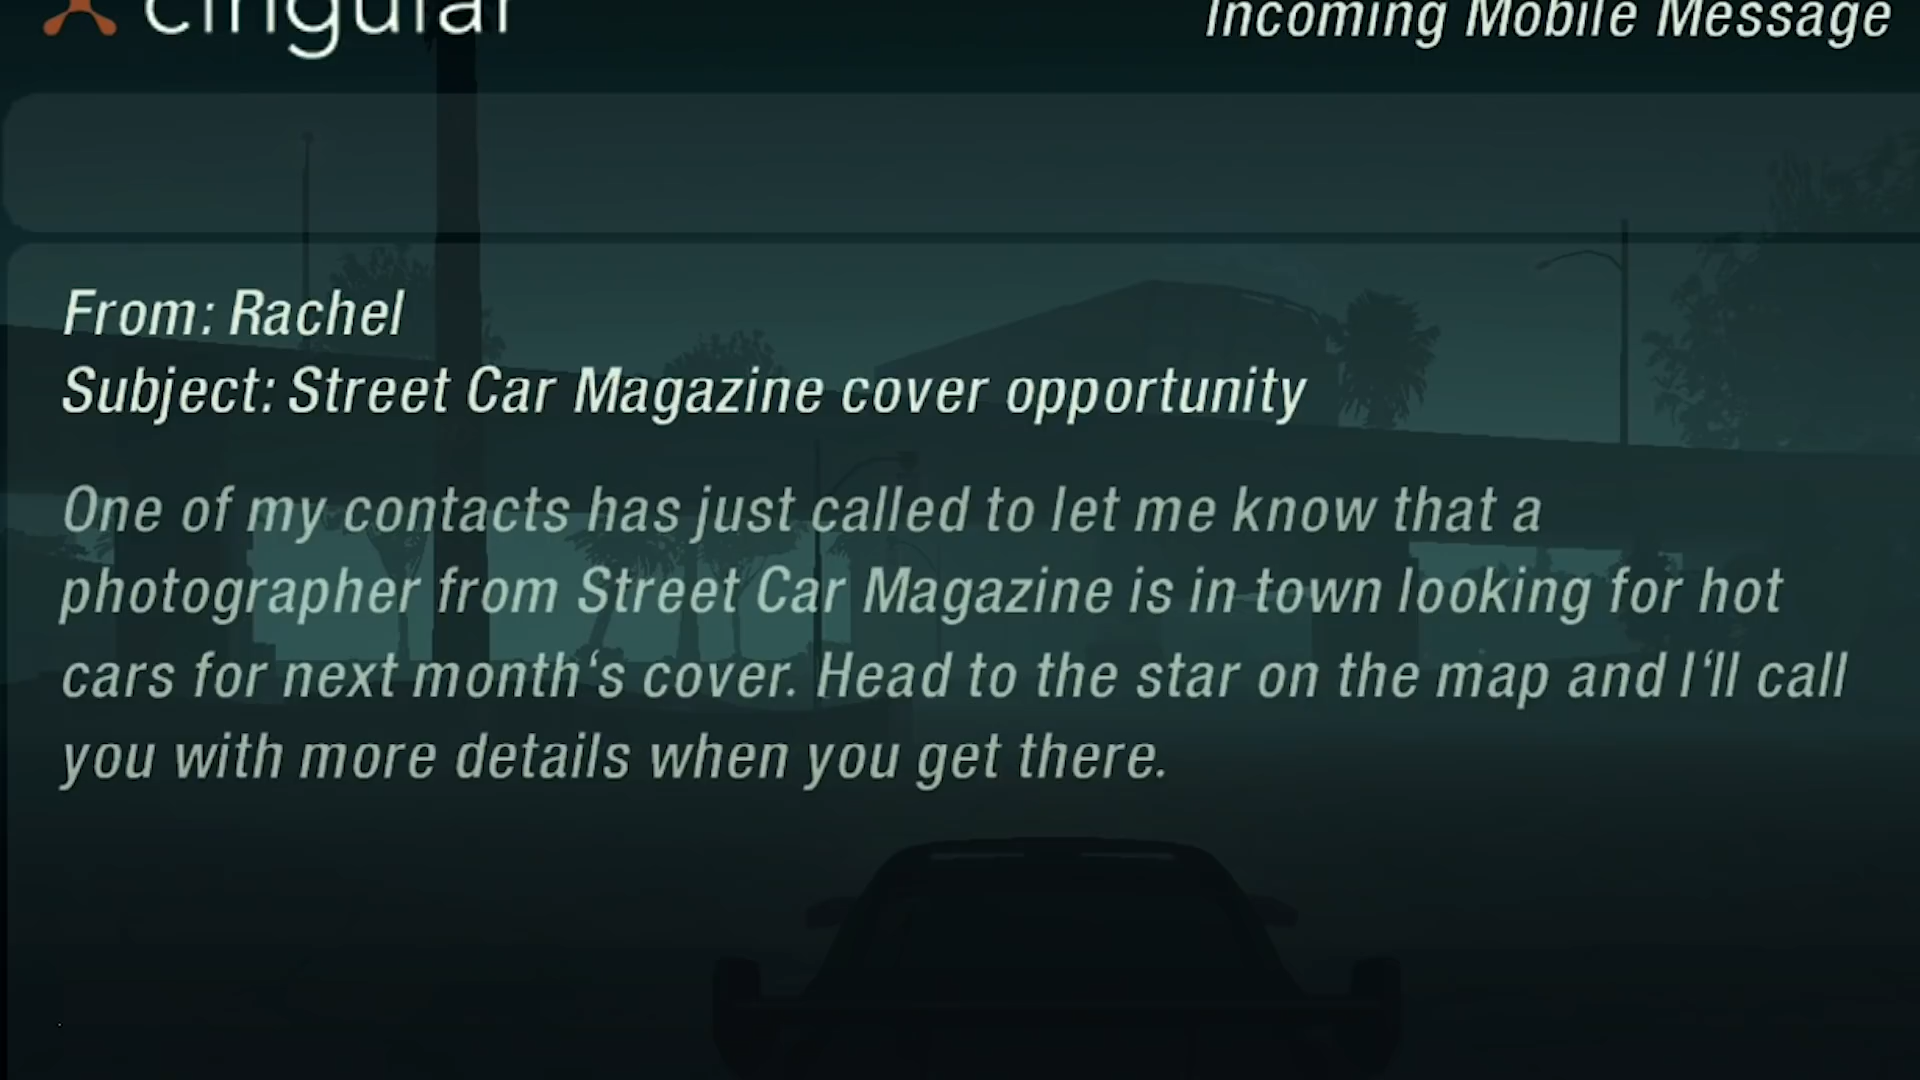 cingular
Incoming Mobile Message
From: Rachel
Subject: Street Car Magazine cover opportunity
One of my contacts has just called to let me know that a
photographer from Street Car Magazine is in town looking for hot
cars for next month‘s cover. Head to the star on the map and I‘ll call
you with more details when you get there.